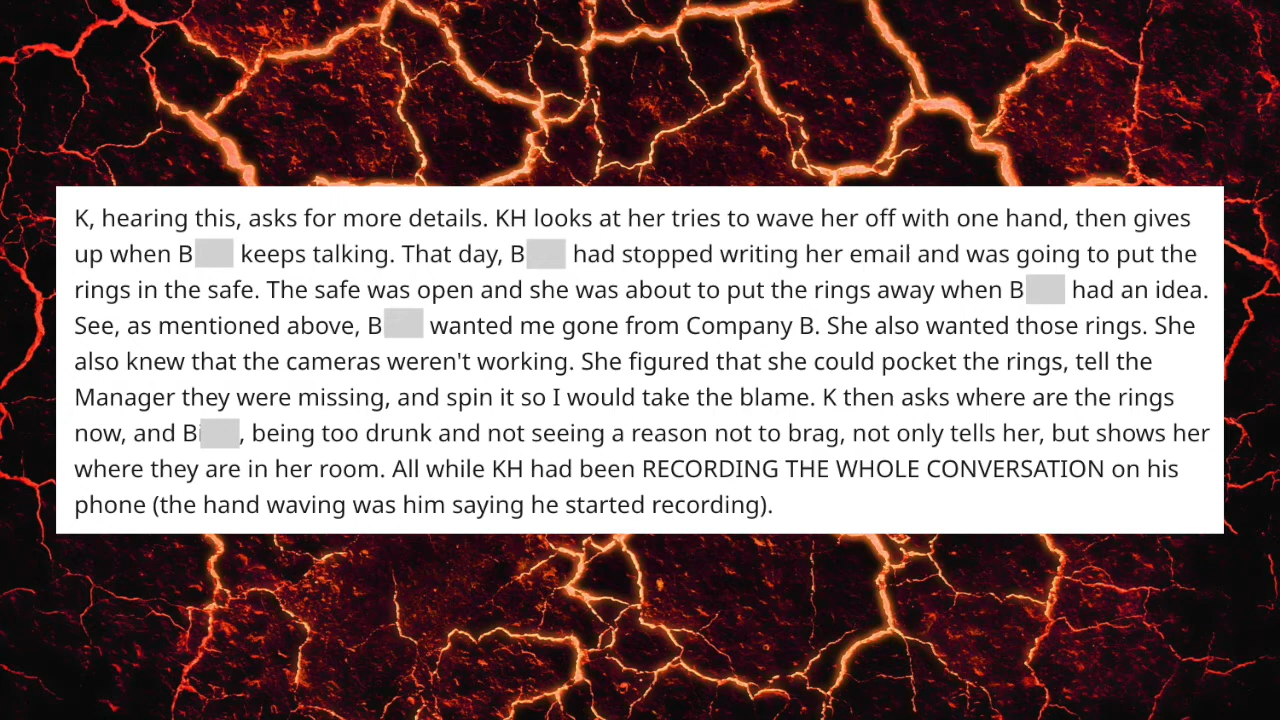 K, hearing this, asks for more details. KH looks at her tries to wave her off with one hand, then gives
up when B keeps talking. That day, B had stopped writing her email and was going to put the
rings in the safe. The safe was open and she was about to put the rings away when B had an idea.
See, as mentioned above, B wanted me gone from Company B. She also wanted those rings. She
also knew that the cameras weren't working. She figured that she could pocket the rings, tell the
Manager they were missing, and spin it so I would take the blame. K then asks where are the rings
now, and Bi, being too drunk and not seeing a reason not to brag, not only tells her, but shows her
where they are in her room. All while KH had been RECORDING THE WHOLE CONVERSATION on his
phone (the hand waving was him saying he started recording).